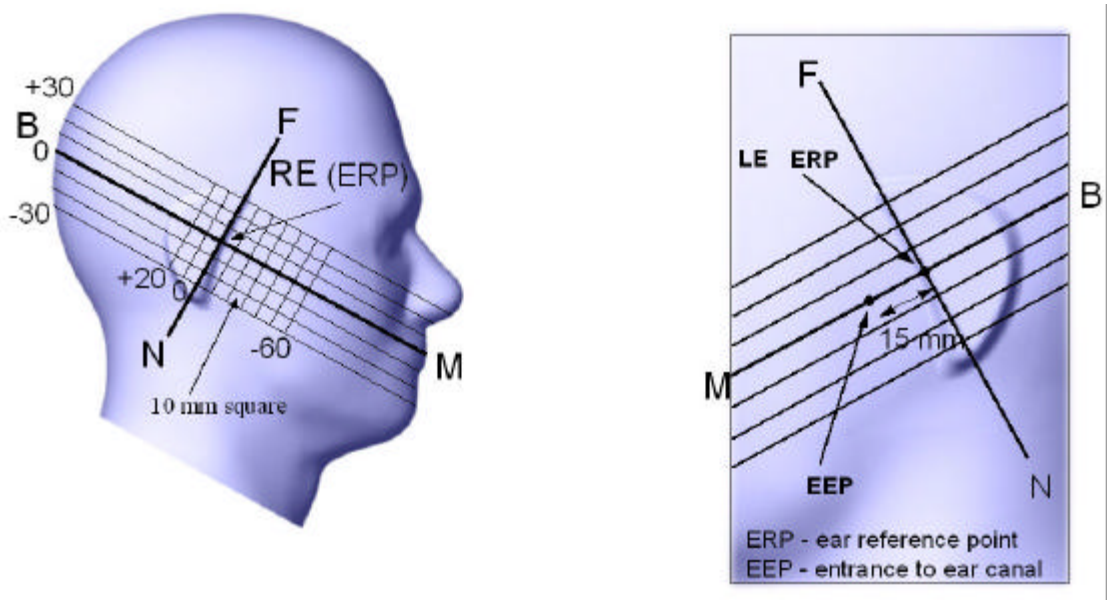 +30
B
0
-30
F
RE (ERP)
+20
0
N
-60
M
10 mm square
F
LE ERP
B
15 mm
M
EEP
N
ERP - ear reference point
EEP - entrance to ear canal